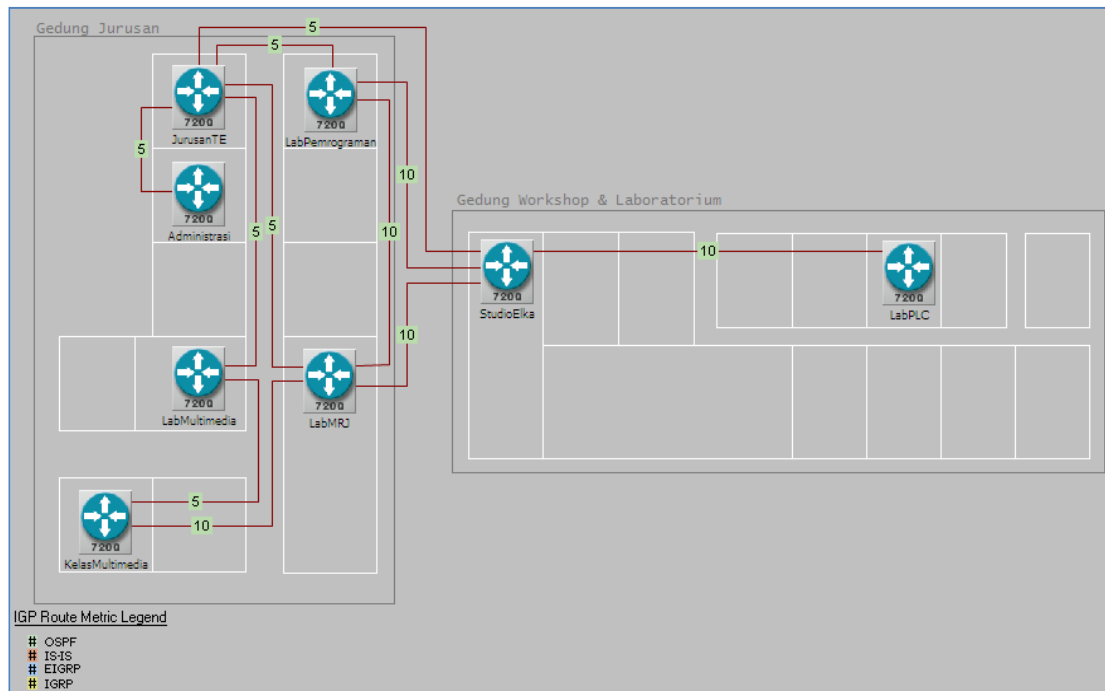 Gedung Jurusan
5
5
7200
JurusanTE
7200
LabPemrograman
5
10
7200
Administrasi
Gedung Workshop & Laboratorium
5
5
10
10
7200
StudioElka
7200
LabPLC
10
7200
LabMultimedia
7200
LabMRJ
5
10
7200
KelasMultimedia
IGP Route Metric Legend
# OSPF
# IS-IS
# EIGRP
# IGRP